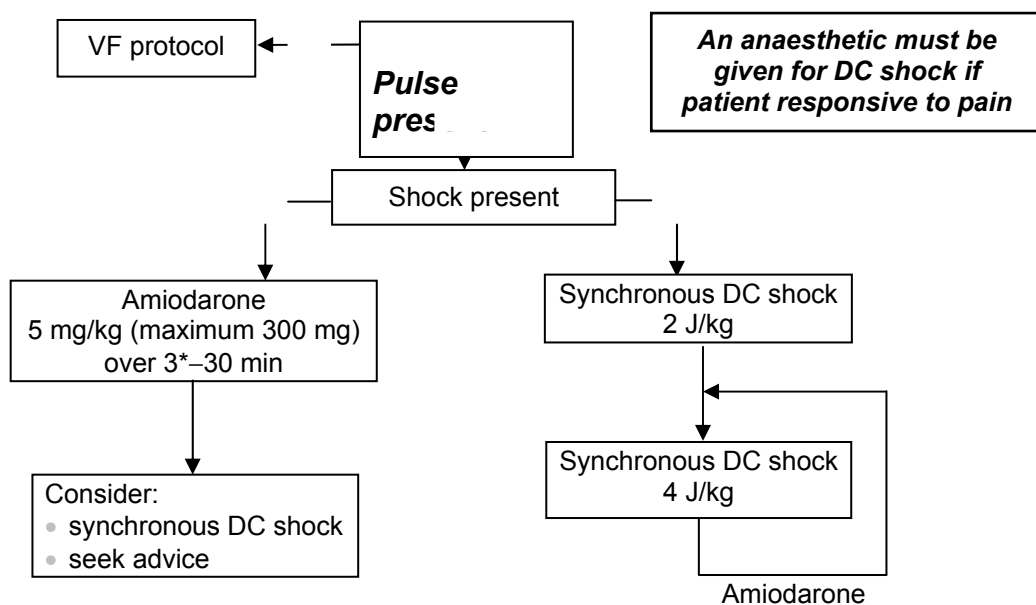 VF protocol
Pulse
An anaesthetic must be
given for DC shock if
patient responsive to pain
Shock present
Amiodarone
5 mg/kg (maximum 300 mg)
over 3*–30 min
Synchronous DC shock
2 J/kg
Synchronous DC shock
4 J/kg
Consider:
• synchronous DC shock
• seek advice
Amiodarone